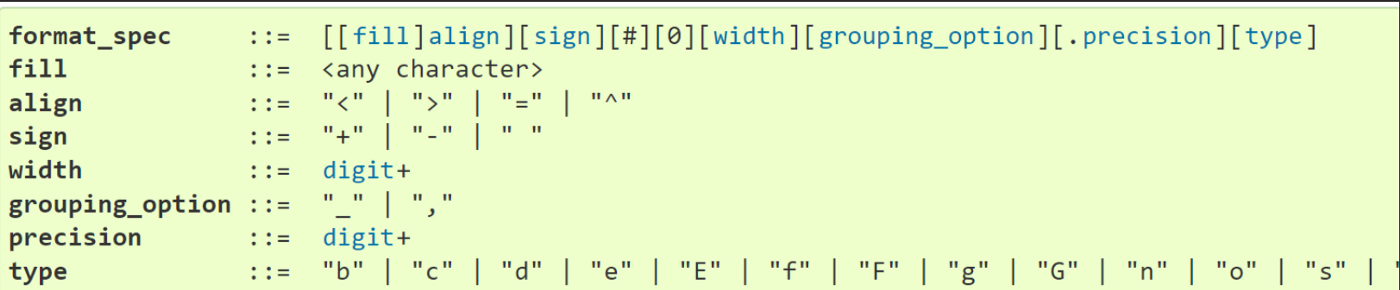 format_spec ::= [[fill]align][sign][#][0][width][grouping_option][.precision][type]
fill ::= <any character>
align ::= "<" | ">" | "=" | "^"
sign ::= "+" | "-" | " "
width ::= digit+
grouping_option ::= "_" | ","
precision ::= digit+
type ::= "b" | "c" | "d" | "e" | "E" | "f" | "F" | "g" | "G" | "n" | "o" | "s" |